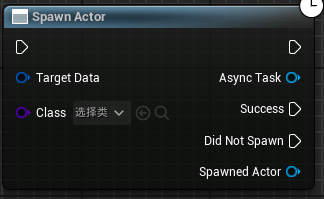 Spawn Actor
Target Data
Async Task
Class 选择类
Success
Did Not Spawn
Spawned Actor